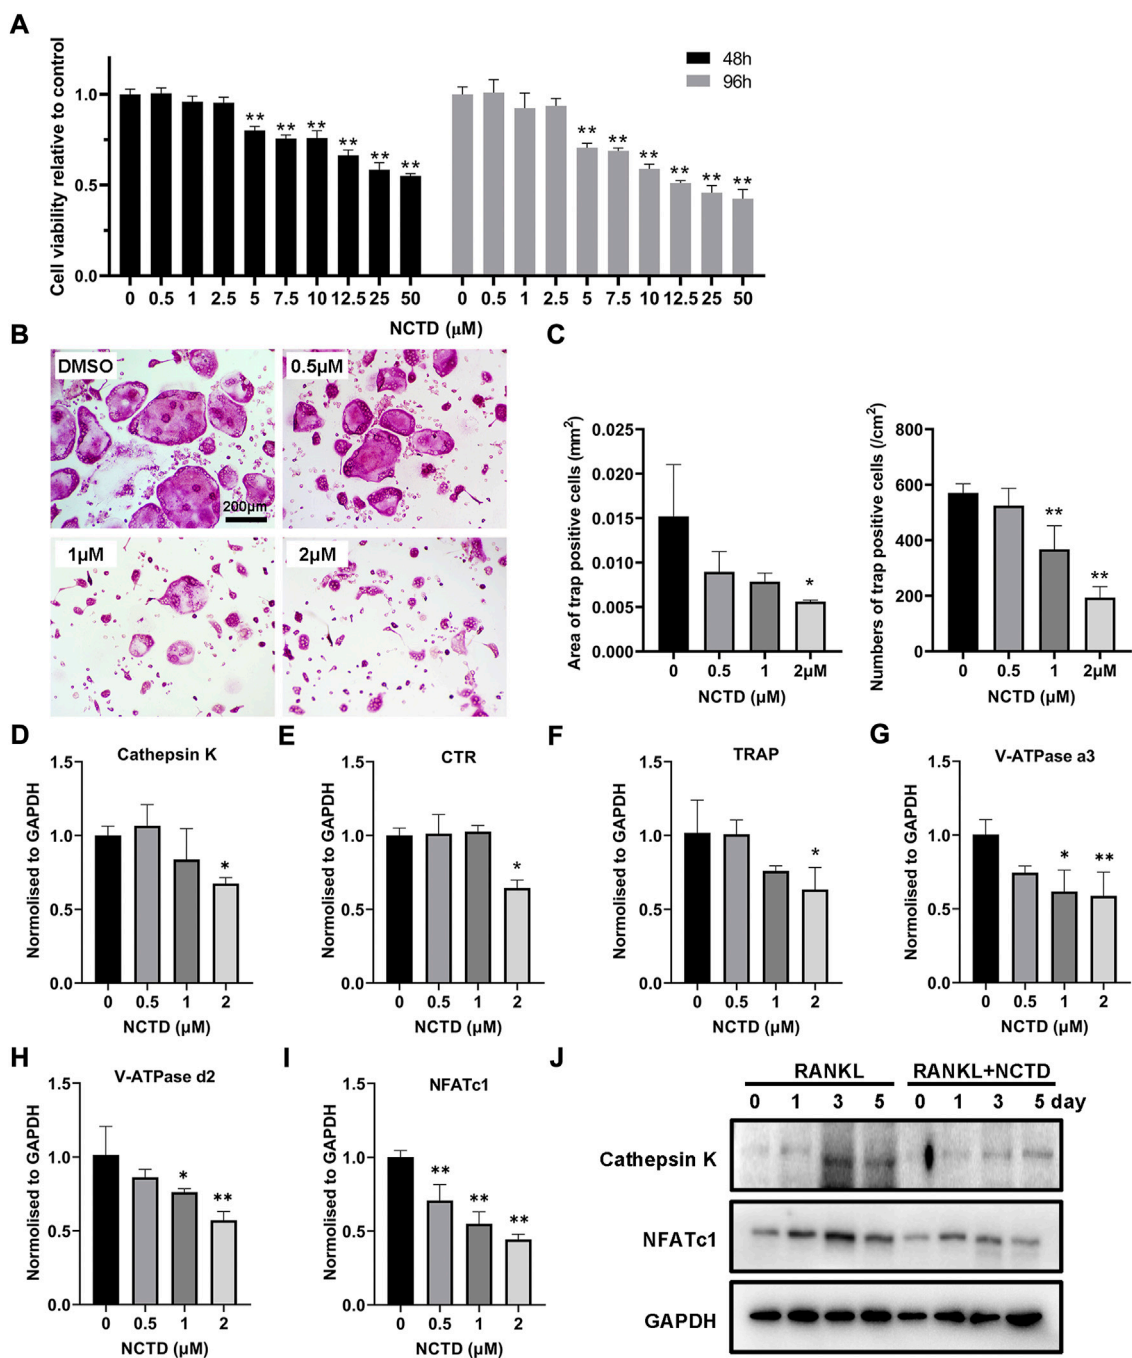 A
Cell viability relative to control
1.0
0.5
0.0
48h
96h
** ** ** ** ** **
** ** ** ** ** **
0 0.5 1 2.5 5 7.5 10 12.5 25 50 0 0.5 1 2.5 5 7.5 10 12.5 25 50
NCTD (µM)
B
DMSO
200µm
0.5µM
1µM
2µM
C
Area of trap positive cells (mm²)
0.025
0.020
0.015
0.010
0.005
0.000
*
0 0.5 1 2µM
NCTD (µM)
Numbers of trap positive cells (/cm²)
800
600
400
200
0
**
**
0 0.5 1 2µM
NCTD (µM)
D
Cathepsin K
Normolised to GAPDH
1.5
1.0
0.5
0.0
*
0 0.5 1 2
NCTD (µM)
E
CTR
Normolised to GAPDH
1.5
1.0
0.5
0.0
*
0 0.5 1 2
NCTD (µM)
F
TRAP
Normolised to GAPDH
1.5
1.0
0.5
0.0
*
0 0.5 1 2
NCTD (µM)
G
V-ATPase a3
Normolised to GAPDH
1.5
1.0
0.5
0.0
* **
0 0.5 1 2
NCTD (µM)
H
V-ATPase d2
Normolised to GAPDH
1.5
1.0
0.5
0.0
* **
0 0.5 1 2
NCTD (µM)
I
NFATc1
Normolised to GAPDH
1.5
1.0
0.5
0.0
** ** **
0 0.5 1 2
NCTD (µM)
J
RANKL RANKL+NCTD
0 1 3 5 0 1 3 5 day
Cathepsin K
NFATc1
GAPDH